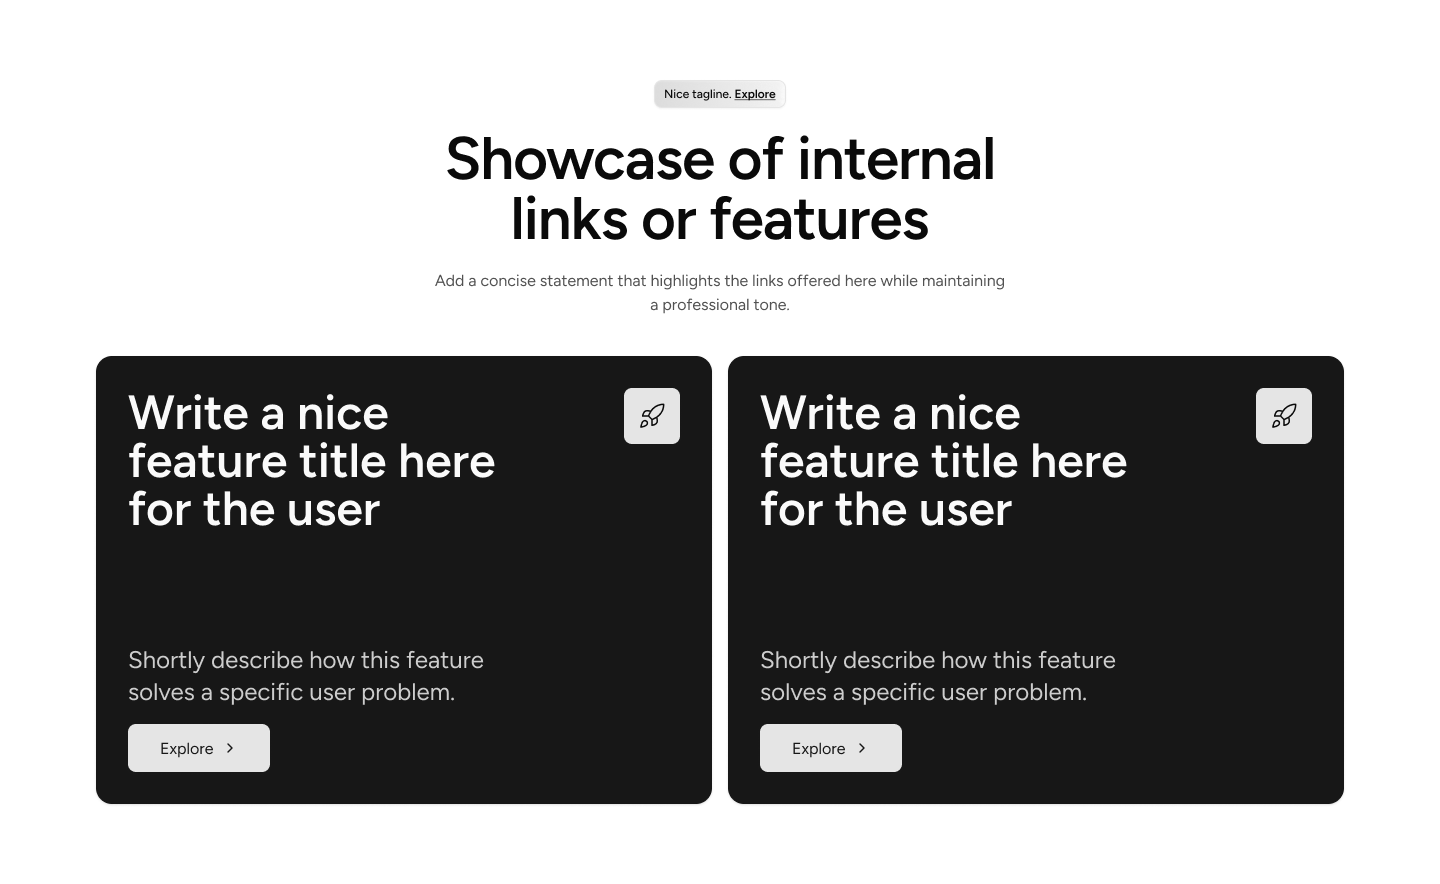 Nice tagline. Explore
Showcase of internal
links or features
Add a concise statement that highlights the links offered here while maintaining
a professional tone.
Write a nice
feature title here
for the user
Shortly describe how this feature
solves a specific user problem.
Explore
Write a nice
feature title here
for the user
Shortly describe how this feature
solves a specific user problem.
Explore